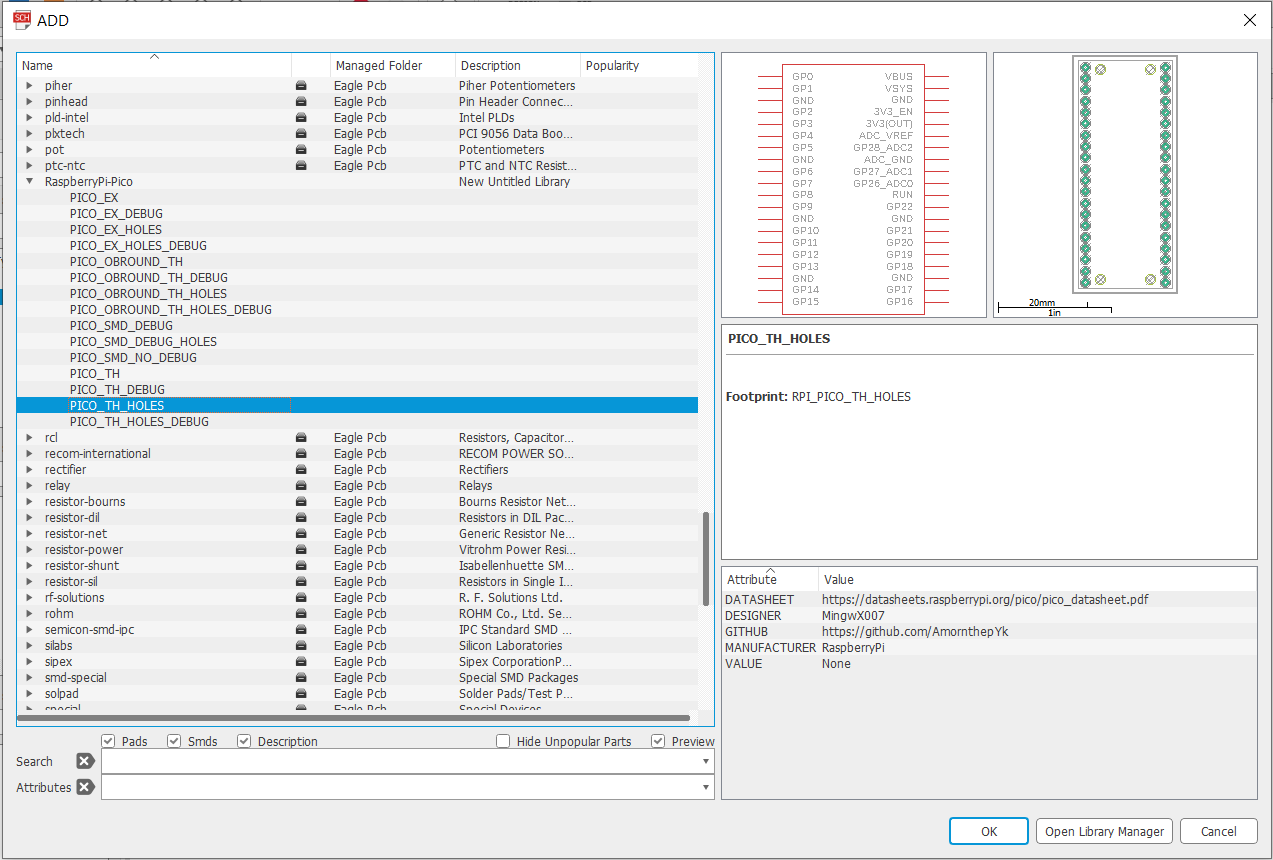 SCH ADD
Name Managed Folder Description Popularity
piher Eagle Pcb Piher Potentiometers
pinhead Eagle Pcb Pin Header Connec...
pld-intel Eagle Pcb Intel PLDs
plxtech Eagle Pcb PCI 9056 Data Boo...
pot Eagle Pcb Potentiometers
ptc-ntc Eagle Pcb PTC and NTC Resist...
RaspberryPi-Pico New Untitled Library
PICO_EX
PICO_EX_DEBUG
PICO_EX_HOLES
PICO_EX_HOLES_DEBUG
PICO_OBROUND_TH
PICO_OBROUND_TH_DEBUG
PICO_OBROUND_TH_HOLES
PICO_OBROUND_TH_HOLES_DEBUG
PICO_SMD_DEBUG
PICO_SMD_DEBUG_HOLES
PICO_SMD_NO_DEBUG
PICO_TH
PICO_TH_DEBUG
PICO_TH_HOLES
PICO_TH_HOLES_DEBUG
rcl Eagle Pcb Resistors, Capacitor...
recom-international Eagle Pcb RECOM POWER SO...
rectifier Eagle Pcb Rectifiers
relay Eagle Pcb Relays
resistor-bourns Eagle Pcb Bourns Resistor Net...
resistor-dil Eagle Pcb Resistors in DIL Pac...
resistor-net Eagle Pcb Generic Resistor Ne...
resistor-power Eagle Pcb Vitrohm Power Resi...
resistor-shunt Eagle Pcb Isabellenhuette SM...
resistor-sil Eagle Pcb Resistors in Single I...
rf-solutions Eagle Pcb R. F. Solutions Ltd.
rohm Eagle Pcb ROHM Co., Ltd. Se...
semicon-smd-ipc Eagle Pcb IPC Standard SMD ...
silabs Eagle Pcb Silicon Laboratories
sipex Eagle Pcb Sipex CorporationP...
smd-special Eagle Pcb Special SMD Packages
solpad Eagle Pcb Solder Pads/Test P...
special Eagle Pcb Special Devices
Pads Smds Description Hide Unpopular Parts Preview
Search
Attributes
GP0 VBUS
GP1 VSYS
GND GND
GP2 3V3_EN
GP3 3V3(OUT)
GP4 ADC_VREF
GP5 GP28_ADC2
GND ADC_GND
GP6 GP27_ADC1
GP7 GP26_ADC0
GP8 RUN
GP9 GP22
GND GND
GP10 GP21
GP11 GP20
GP12 GP19
GP13 GP18
GND GND
GP14 GP17
GP15 GP16
20mm
1in
PICO_TH_HOLES
Footprint: RPI_PICO_TH_HOLES
Attribute Value
DATASHEET https://datasheets.raspberrypi.org/pico/pico_datasheet.pdf
DESIGNER MingwX007
GITHUB https://github.com/AmornthepYk
MANUFACTURER RaspberryPi
VALUE None
OK Open Library Manager Cancel